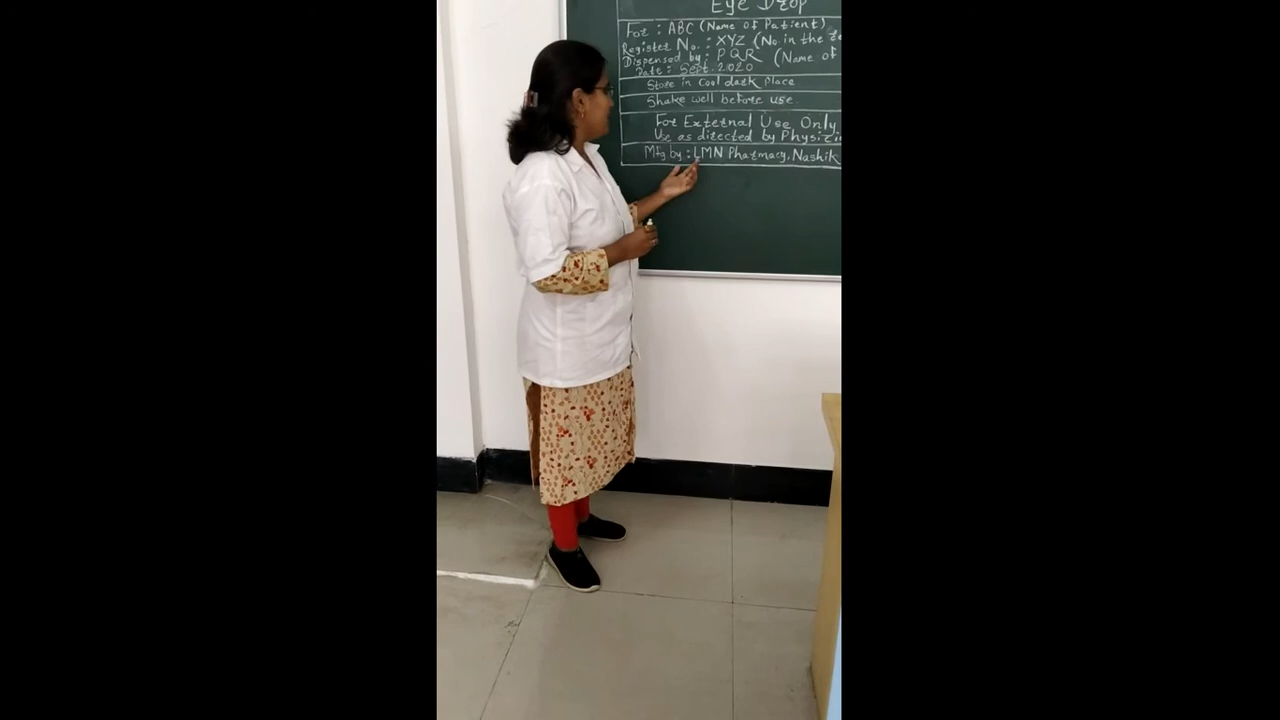 Eye Drop
For : ABC (Name of Patient)
Register No. : XYZ (No. in the
Dispensed by : PQR (Name of
Date : Sept. 2020
Store in cool dark place
Shake well before use.
For External Use Only
Use as directed by
Mfg by : LMN Pharmacy, Nashik